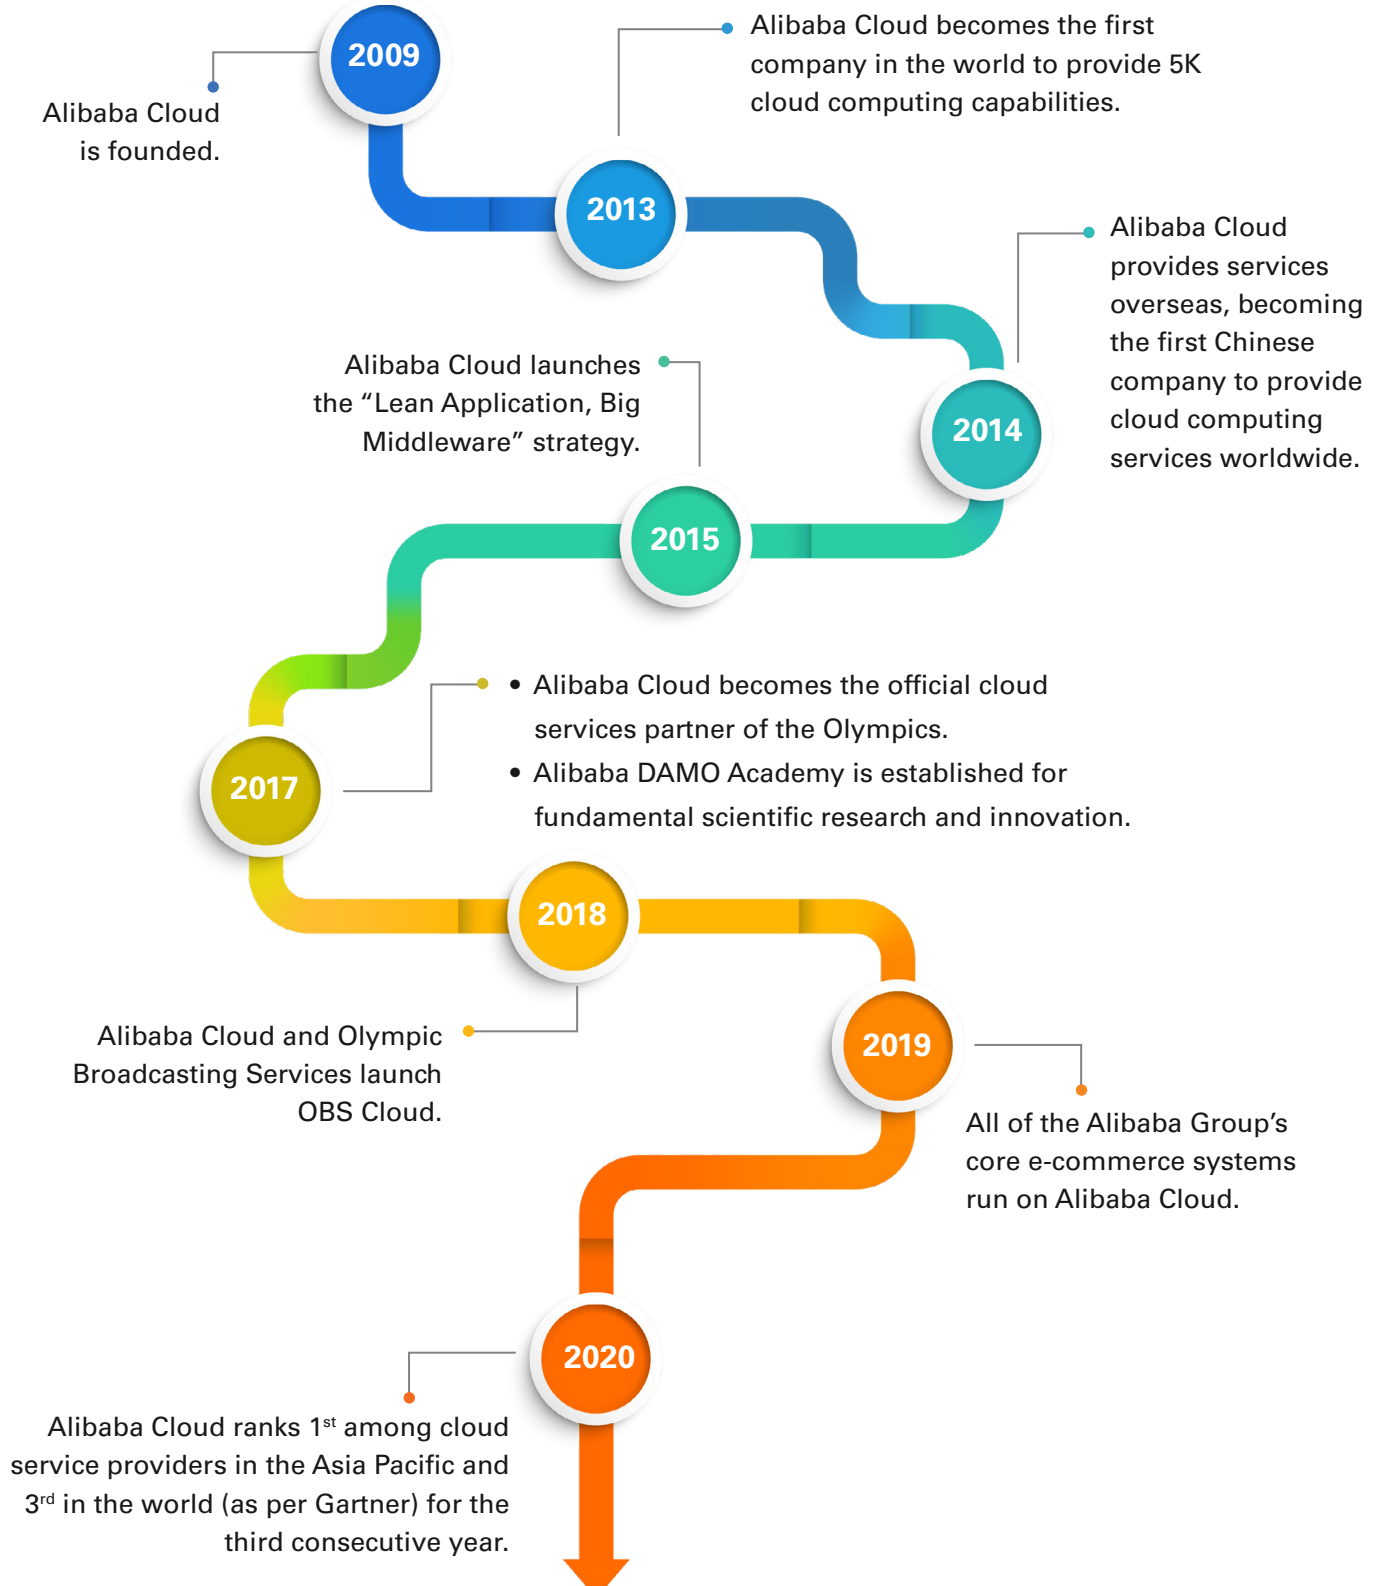 2009
Alibaba Cloud
is founded.
Alibaba Cloud becomes the first
company in the world to provide 5K
cloud computing capabilities.
2013
Alibaba Cloud
provides services
overseas, becoming
the first Chinese
company to provide
cloud computing
services worldwide.
2014
Alibaba Cloud launches
the “Lean Application, Big
Middleware” strategy.
2015
• Alibaba Cloud becomes the official cloud
services partner of the Olympics.
• Alibaba DAMO Academy is established for
fundamental scientific research and innovation.
2017
2018
Alibaba Cloud and Olympic
Broadcasting Services launch
OBS Cloud.
2019
All of the Alibaba Group’s
core e-commerce systems
run on Alibaba Cloud.
2020
Alibaba Cloud ranks 1st among cloud
service providers in the Asia Pacific and
3rd in the world (as per Gartner) for the
third consecutive year.